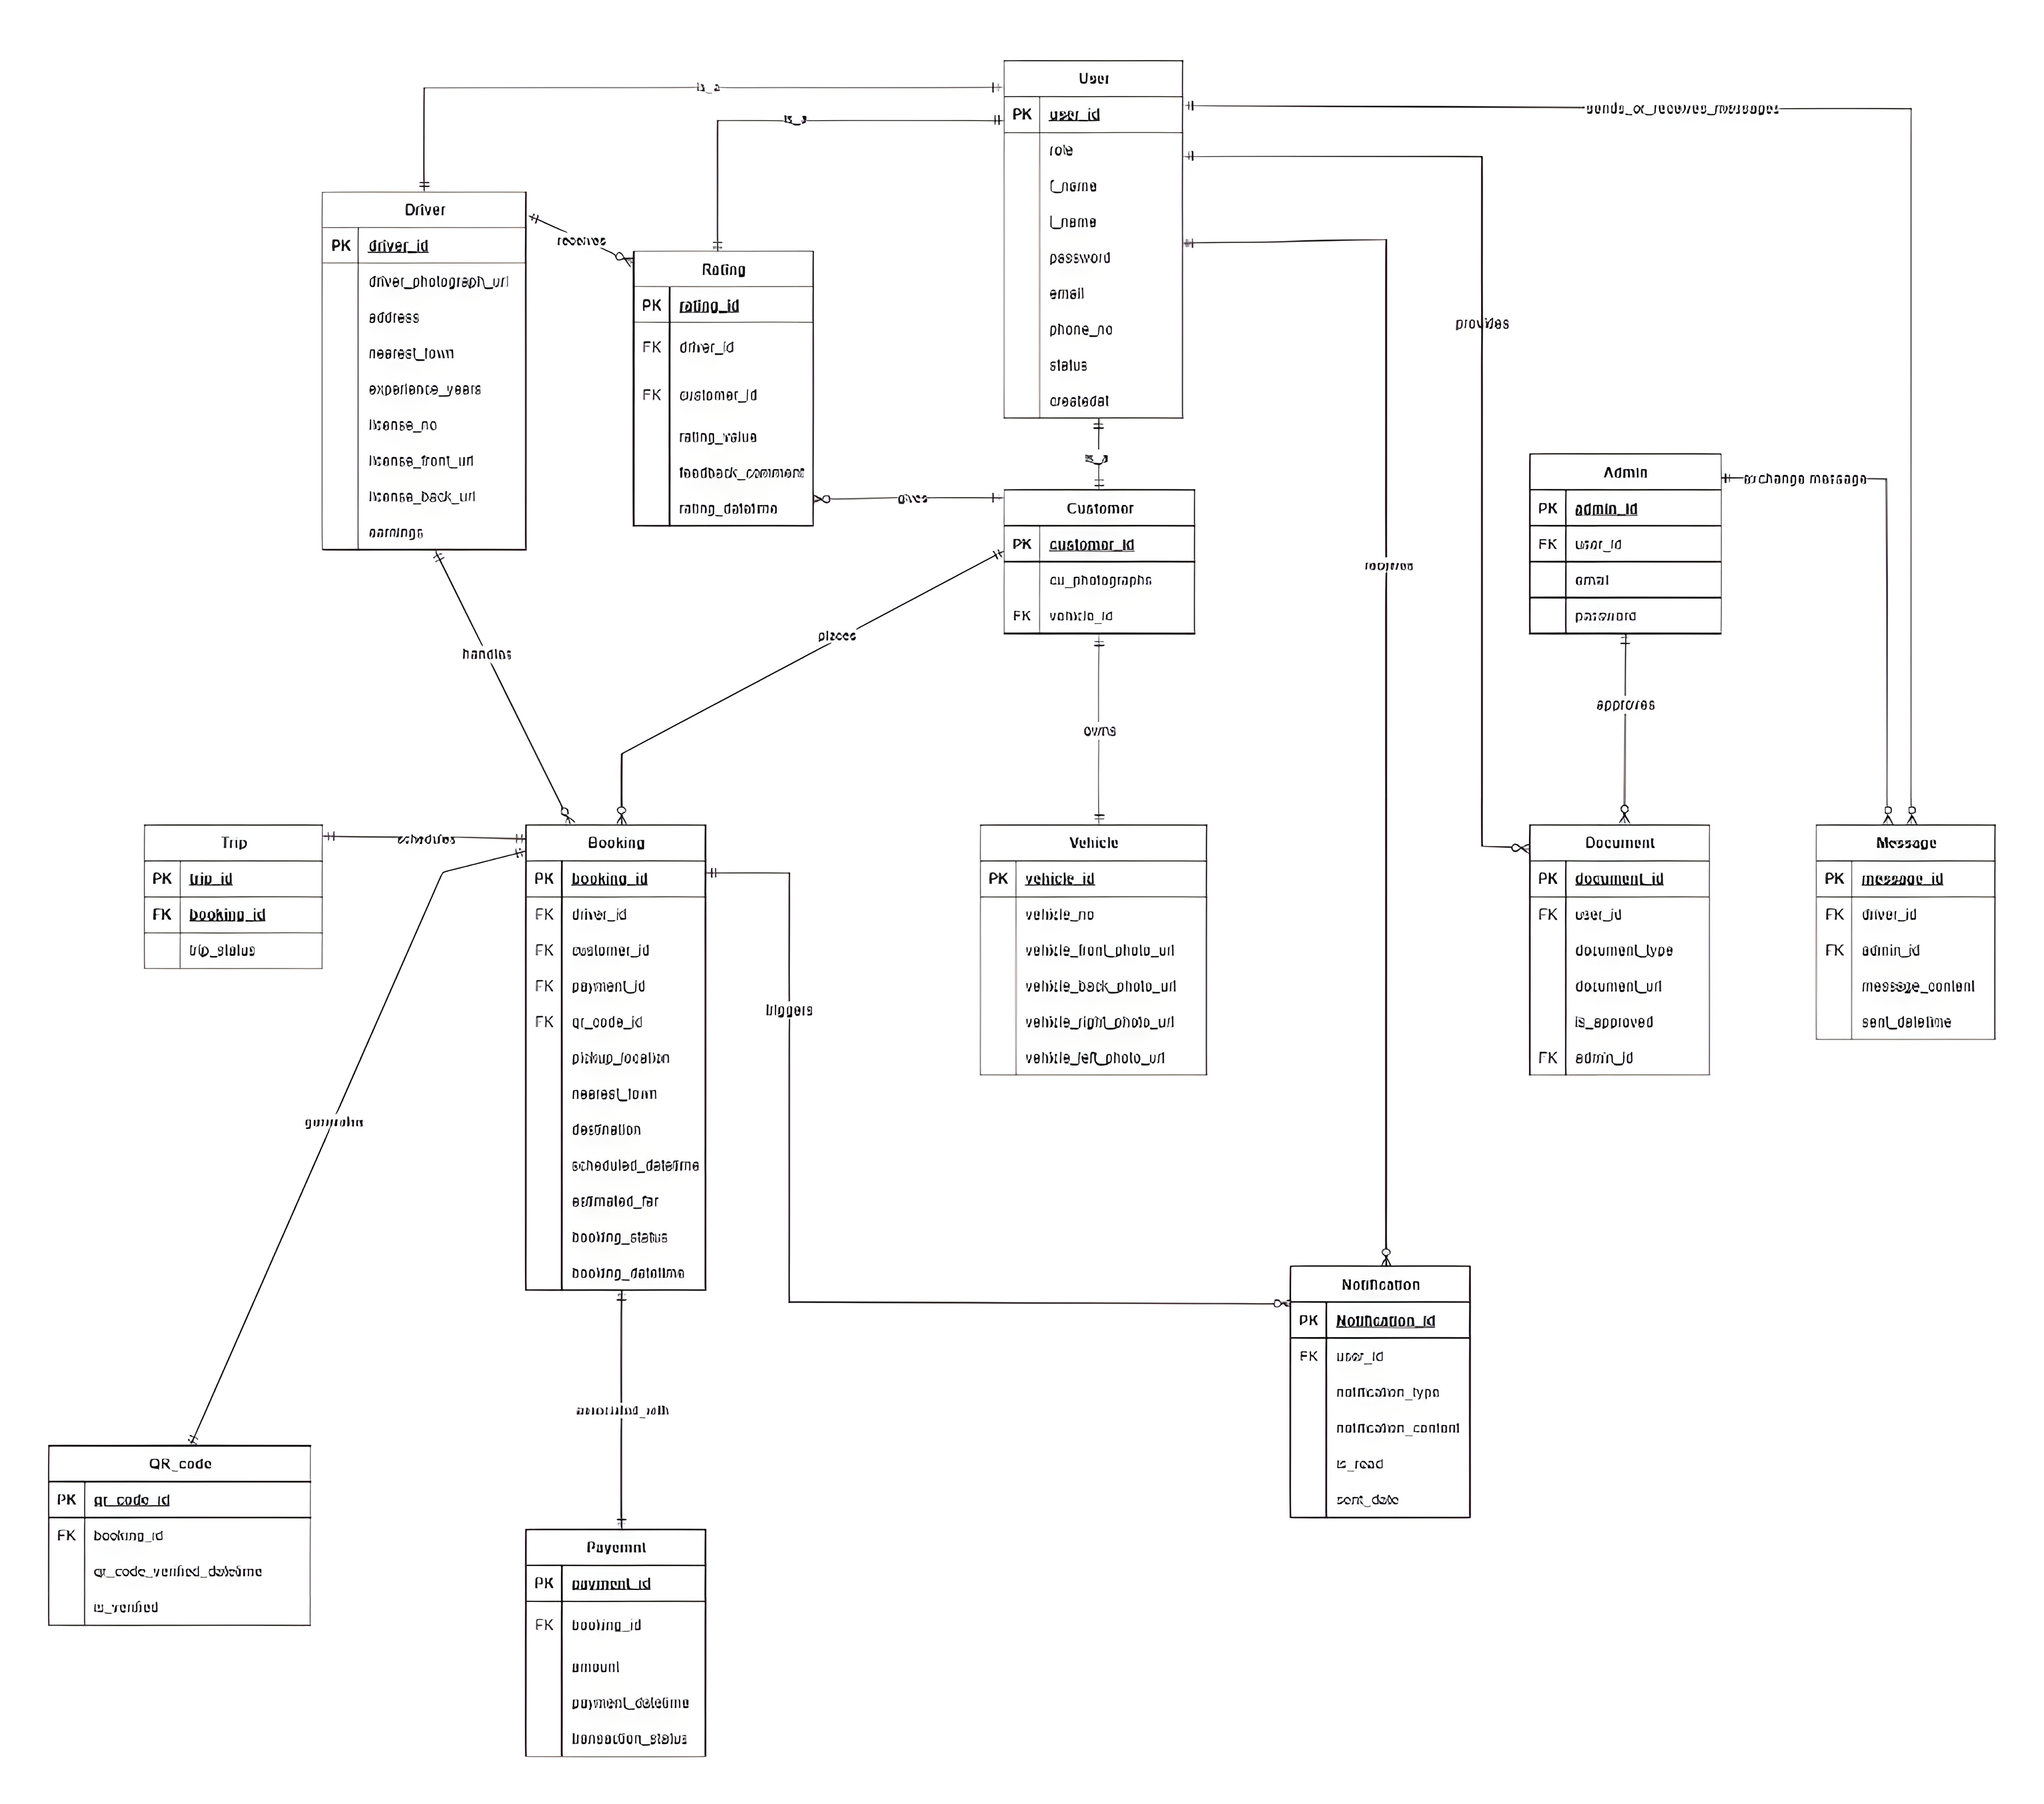 User
PK user_id
role
f_name
l_name
password
email
phone_no
status
createdat
is_a
is_a
is_a
sends_or_receives_messages
provides
receives
Driver
PK driver_id
driver_photograph_url
address
nearest_town
experience_years
license_no
license_front_url
license_back_url
earnings
receives
Rating
PK rating_id
FK driver_id
FK customer_id
rating_value
feedback_comment
rating_datetime
gives
Customer
PK customer_id
cu_photographs
FK vehicle_id
Admin
PK admin_id
FK user_id
email
password
exchange message
handles
places
owns
approves
Trip
PK trip_id
FK booking_id
trip_status
schedules
Booking
PK booking_id
FK driver_id
FK customer_id
FK payment_id
FK qr_code_id
pickup_location
nearest_town
destination
scheduled_datetime
estimated_far
booking_status
booking_datetime
Vehicle
PK vehicle_id
vehicle_no
vehicle_front_photo_url
vehicle_back_photo_url
vehicle_right_photo_url
vehicle_left_photo_url
Document
PK document_id
FK user_id
document_type
document_url
is_approved
FK admin_id
Message
PK message_id
FK driver_id
FK admin_id
message_content
sent_datetime
triggers
Notification
PK Notification_id
FK user_id
notification_type
notification_content
is_read
sent_date
QR_code
PK qr_code_id
FK booking_id
qr_code_verified_datetime
is_verified
Payemnt
PK payment_id
FK booking_id
amount
payment_datetime
transaction_status